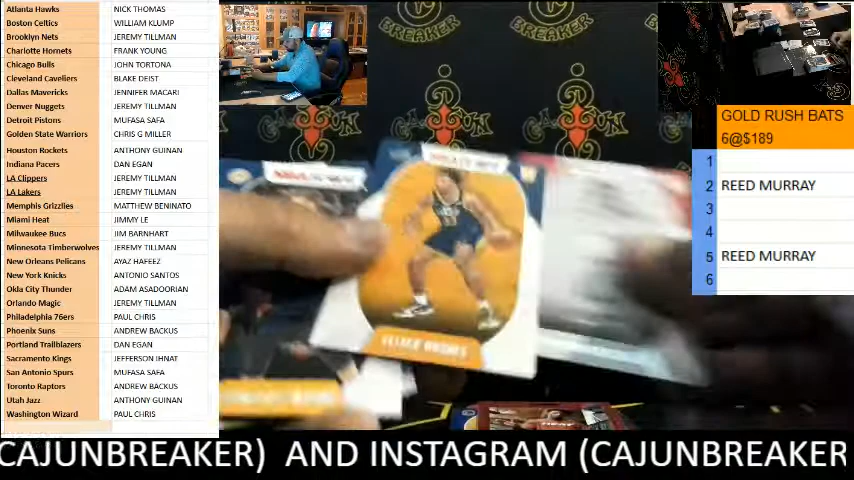 Atlanta Hawks NICK THOMAS
Boston Celtics WILLIAM KLUMP
Brooklyn Nets JEREMY TILLMAN
Charlotte Hornets FRANK YOUNG
Chicago Bulls JOHN TORTONA
Cleveland Cavaliers BLAKE DEIST
Dallas Mavericks JENNIFER MACARI
Denver Nuggets JEREMY TILLMAN
Detroit Pistons MUFASA SAFA
Golden State Warriors CHRIS G MILLER
Houston Rockets ANTHONY GUINAN
Indiana Pacers DAN EGAN
LA Clippers JEREMY TILLMAN
LA Lakers JEREMY TILLMAN
Memphis Grizzlies MATTHEW BENINATO
Miami Heat JIMMY LE
Milwaukee Bucs JIM BARNHART
Minnesota Timberwolves JEREMY TILLMAN
New Orleans Pelicans AYAZ HAFEEZ
New York Knicks ANTONIO SANTOS
Okla City Thunder ADAM ASADOORIAN
Orlando Magic JEREMY TILLMAN
Philadelphia 76ers PAUL CHRIS
Phoenix Suns ANDREW BACKUS
Portland Trailblazers DAN EGAN
Sacramento Kings JEFFERSON IHNAT
San Antonio Spurs MUFASA SAFA
Toronto Raptors ANDREW BACKUS
Utah Jazz ANTHONY GUINAN
Washington Wizard PAUL CHRIS
BREAKER
CAJUN
GOLD RUSH BATS
6@$189
1
2 REED MURRAY
3
4
5 REED MURRAY
6
CAJUNBREAKER) AND INSTAGRAM (CAJUNBREAKER